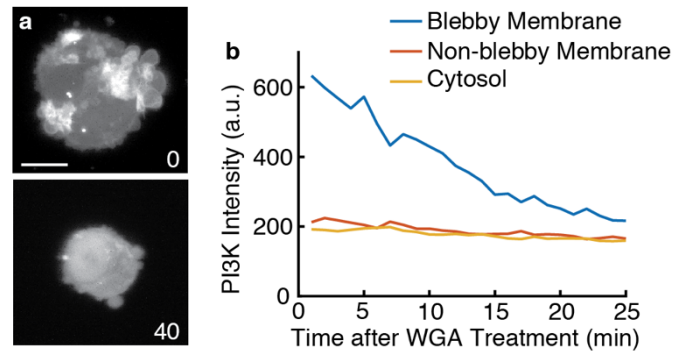 a
0
40
b
Blebby Membrane
Non-blebby Membrane
Cytosol
PI3K Intensity (a.u.)
600
400
200
0
0 5 10 15 20 25
Time after WGA Treatment (min)